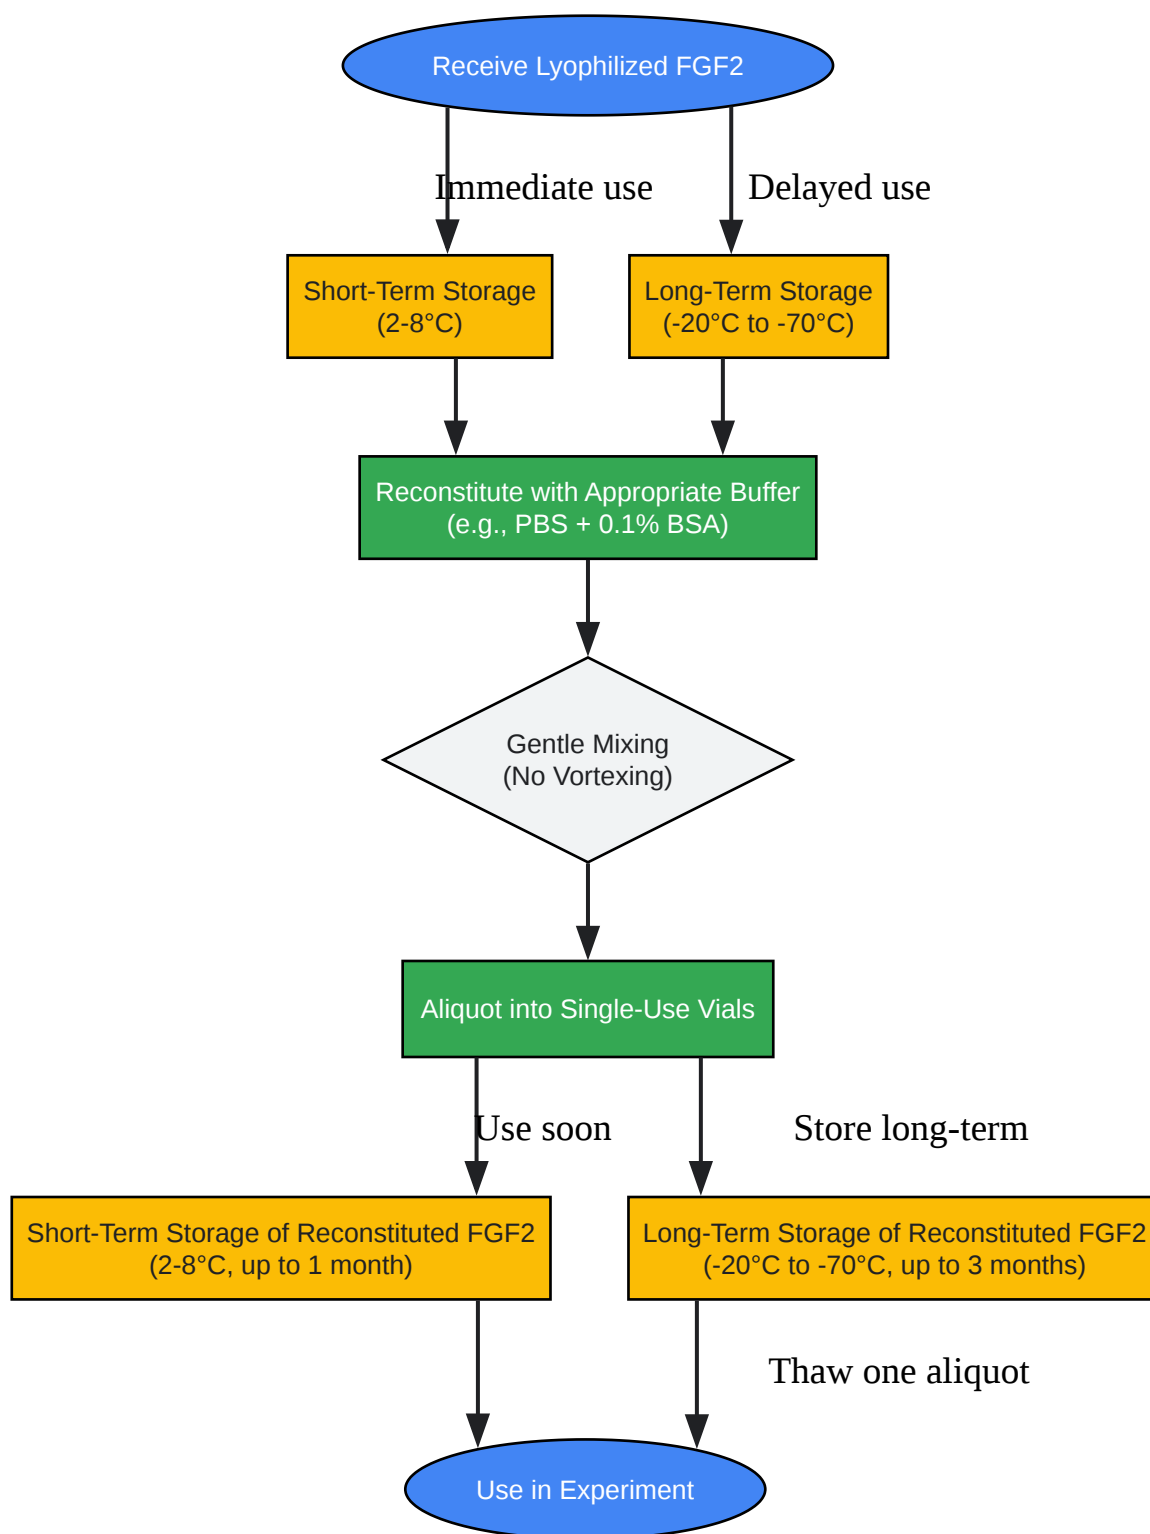 Receive Lyophilized FGF2
Immediate use
Delayed use
Short-Term Storage
(2-8°C)
Long-Term Storage
(-20°C to -70°C)
Reconstitute with Appropriate Buffer
(e.g., PBS + 0.1% BSA)
Gentle Mixing
(No Vortexing)
Aliquot into Single-Use Vials
Use soon
Store long-term
Short-Term Storage of Reconstituted FGF2
(2-8°C, up to 1 month)
Long-Term Storage of Reconstituted FGF2
(-20°C to -70°C, up to 3 months)
Thaw one aliquot
Use in Experiment